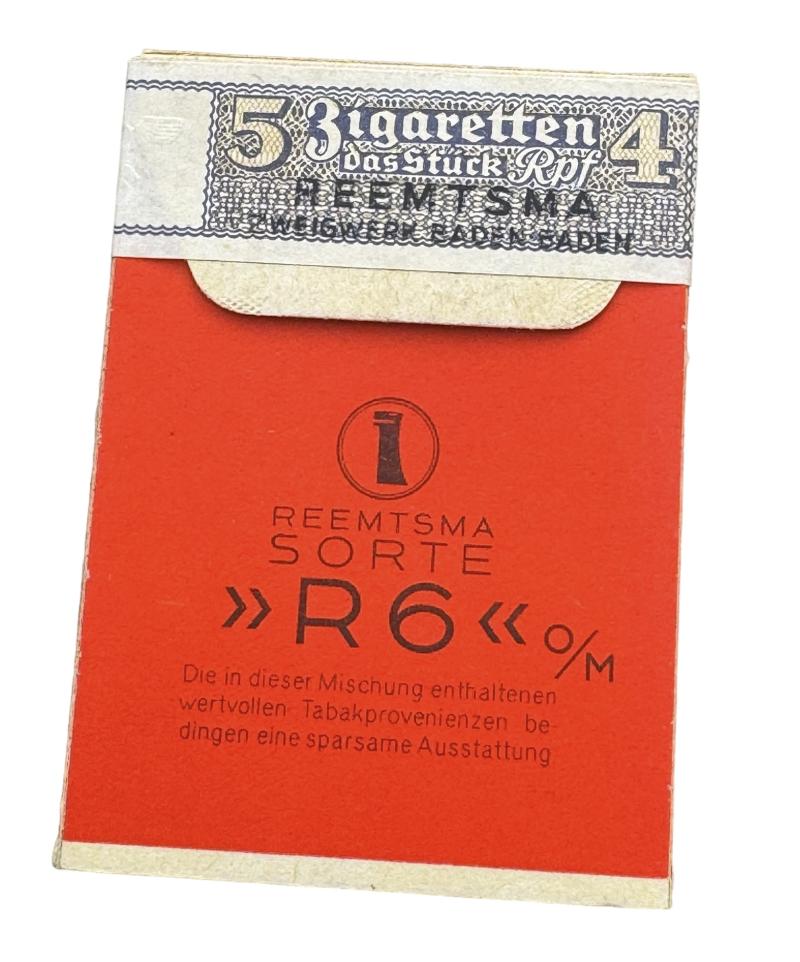 5 Zigaretten 4
das Stück Rpf
REEMTSMA
ZWEIGWERK BADEN-BADEN
REEMTSMA
SORTE
»R6« O/M
Die in dieser Mischung enthaltenen
wertvollen Tabakprovenienzen be-
dingen eine sparsame Ausstattung